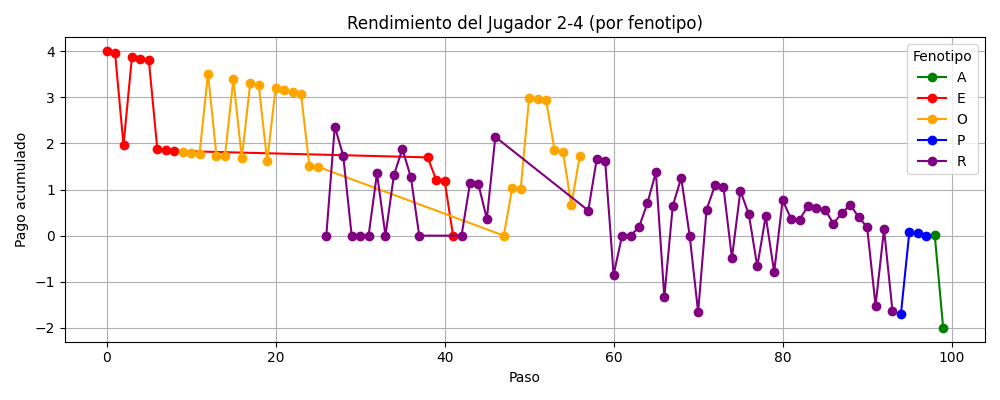 Rendimiento del Jugador 2-4 (por fenotipo)
Pago acumulado
4
3
2
1
0
−1
−2
Fenotipo
A
E
O
P
R
0 20 40 60 80 100
Paso